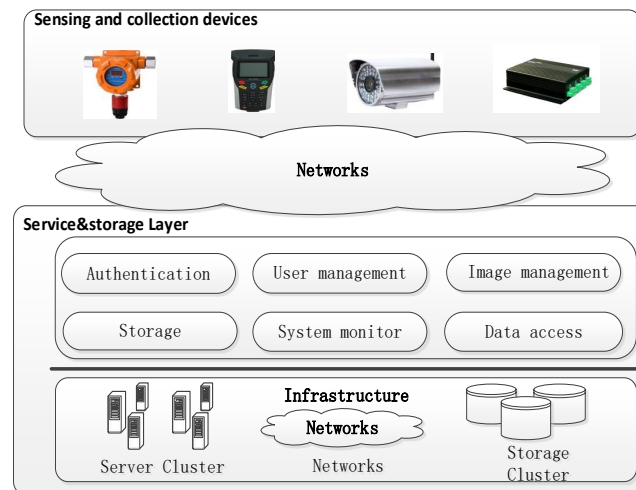 Sensing and collection devices
Networks
Service&storage Layer
Authentication
User management
Image management
Storage
System monitor
Data access
Infrastructure
Networks
Server Cluster
Networks
Storage
Cluster